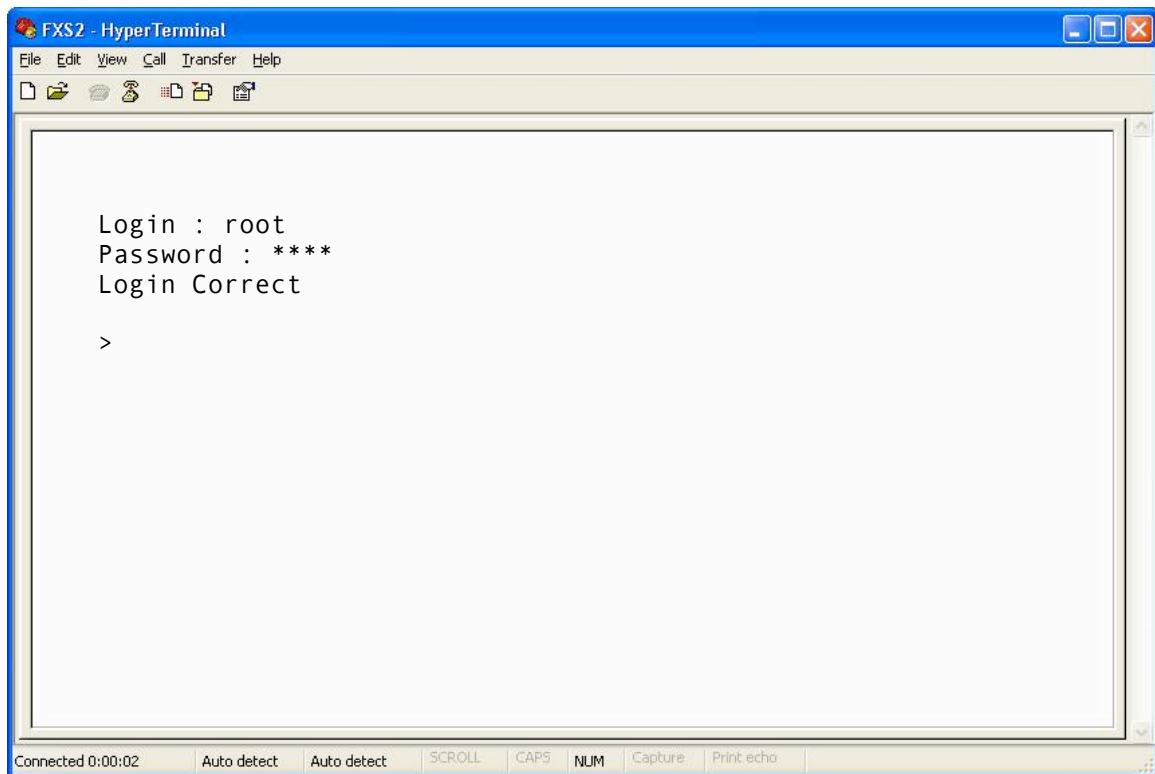 FXS2 - HyperTerminal
File Edit View Call Transfer Help
Login : root
Password : ****
Login Correct
>
Connected 0:00:02 Auto detect Auto detect SCROLL CAPS NUM Capture Print echo